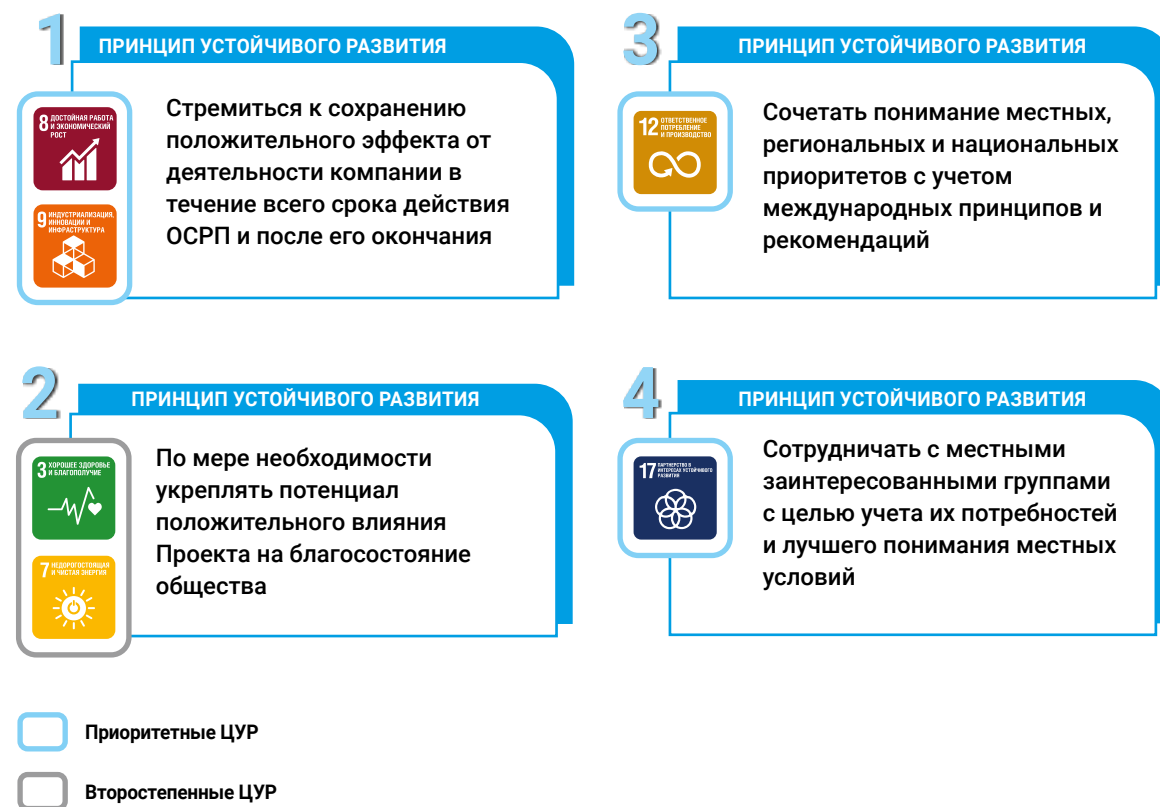 1
ПРИНЦИП УСТОЙЧИВОГО РАЗВИТИЯ
8 ДОСТОЙНАЯ РАБОТА
И ЭКОНОМИЧЕСКИЙ
РОСТ
9 ИНДУСТРИАЛИЗАЦИЯ,
ИННОВАЦИИ И
ИНФРАСТРУКТУРА
Стремиться к сохранению
положительного эффекта от
деятельности компании в
течение всего срока действия
ОСРП и после его окончания
2
ПРИНЦИП УСТОЙЧИВОГО РАЗВИТИЯ
3 ХОРОШЕЕ ЗДОРОВЬЕ
И БЛАГОПОЛУЧИЕ
7 НЕДОРОГОСТОЯЩАЯ
И ЧИСТАЯ ЭНЕРГИЯ
По мере необходимости
укреплять потенциал
положительного влияния
Проекта на благосостояние
общества
3
ПРИНЦИП УСТОЙЧИВОГО РАЗВИТИЯ
12 ОТВЕТСТВЕННОЕ
ПОТРЕБЛЕНИЕ
И ПРОИЗВОДСТВО
Сочетать понимание местных,
региональных и национальных
приоритетов с учетом
международных принципов и
рекомендаций
4
ПРИНЦИП УСТОЙЧИВОГО РАЗВИТИЯ
17 ПАРТНЕРСТВО В
ИНТЕРЕСАХ УСТОЙЧИВОГО
РАЗВИТИЯ
Сотрудничать с местными
заинтересованными группами
с целью учета их потребностей
и лучшего понимания местных
условий
Приоритетные ЦУР
Второстепенные ЦУР